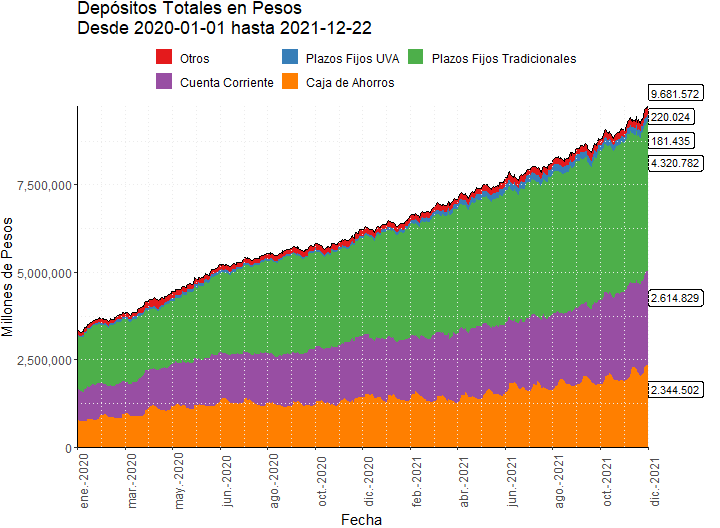 Depósitos Totales en Pesos
Desde 2020-01-01 hasta 2021-12-22
Otros
Plazos Fijos UVA
Plazos Fijos Tradicionales
Cuenta Corriente
Caja de Ahorros
9.681.572
220.024
181.435
4.320.782
2.614.829
2.344.502
7,500,000
5,000,000
2,500,000
0
Millones de Pesos
ene.-2020
mar.-2020
may.-2020
jun.-2020
ago.-2020
oct.-2020
dic.-2020
feb.-2021
abr.-2021
jun.-2021
ago.-2021
oct.-2021
dic.-2021
Fecha